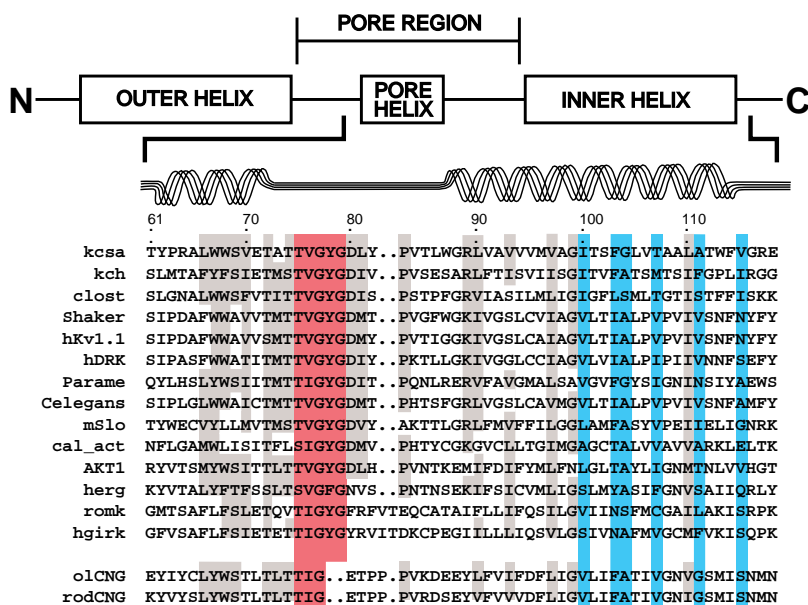 PORE REGION
N OUTER HELIX PORE HELIX INNER HELIX C
61 70 80 90 100 110
kcsa TYPRALWWSVETATTVGYGDLY..PVTLWGRLVAVVVMVAGITSFGLVTAALATWFVGRE
kch SLMTAFYFSIETMSTVGYGDIV..PVSESARLFTISVIISGITVFATSMTSIFGPLIRGG
clost SLGNALWWSFVTITTVGYGDIS..PSTPFGRVIASILMLIGIGFLSMLTGTISTFFISKK
Shaker SIPDAFWWAVVTMTTVGYGDMT..PVGFWGKIVGSLCVIAGVLTIALPVPVIVSNFNYFY
hKv1.1 SIPDAFWWAVVSMTTVGYGDMY..PVTIGGKIVGSLCAIAGVLTIALPVPVIVSNFNYFY
hDRK SIPASFWWATITMTTVGYGDIY..PKTLLGKIVGGLCCIAGVLVIALPIPIIVNNFSEFY
Parame QYLHSLYWSIITMTTIGYGDIT..PQNLRERVFAVGMALSAVGVFGYSIGNINSIYAEWS
Celegans SIPLGLWWAICTMTTVGYGDMT..PHTSFGRLVGSLCAVMGVLTIALPVPVIVSNFAMFY
mSlo TYWECVYLLMVTMSTVGYGDVY..AKTTLGRLFMVFFILGGLAMFASYVPEIIELIGNRK
cal_act NFLGAMWLISITFLSIGYGDMV..PHTYCGKGVCLLTGIMGAGCTALVVAVVARKLELTK
AKT1 RYVTSMYWSITTLTTVGYGDLH..PVNTKEMIFDIFYMLFNLGLTAYLIGNMTNLVVHGT
herg KYVTALYFTFSSLTSVGFGNVS..PNTNSEKIFSICVMLIGSLMYASIFGNVSAIIQRLY
romk GMTSAFLFSLETQVTIGYGFRFVTEQCATAIFLLIFQSILGVIINSFMCGAILAKISRPK
hgirk GFVSAFLFSIETETTIGYGYRVITDKCPEGIILLLIQSVLGSIVNAFMVGCMFVKISQPK
olCNG EYIYCLYWSTLTLTTIG..ETPP.PVKDEEYLFVIFDFLIGVLIFATIVGNVGSMISNMN
rodCNG KYVYSLYWSTLTLTTIG..ETPP.PVRDSEYVFVVVDFLIGVLIFATIVGNIGSMISNMN